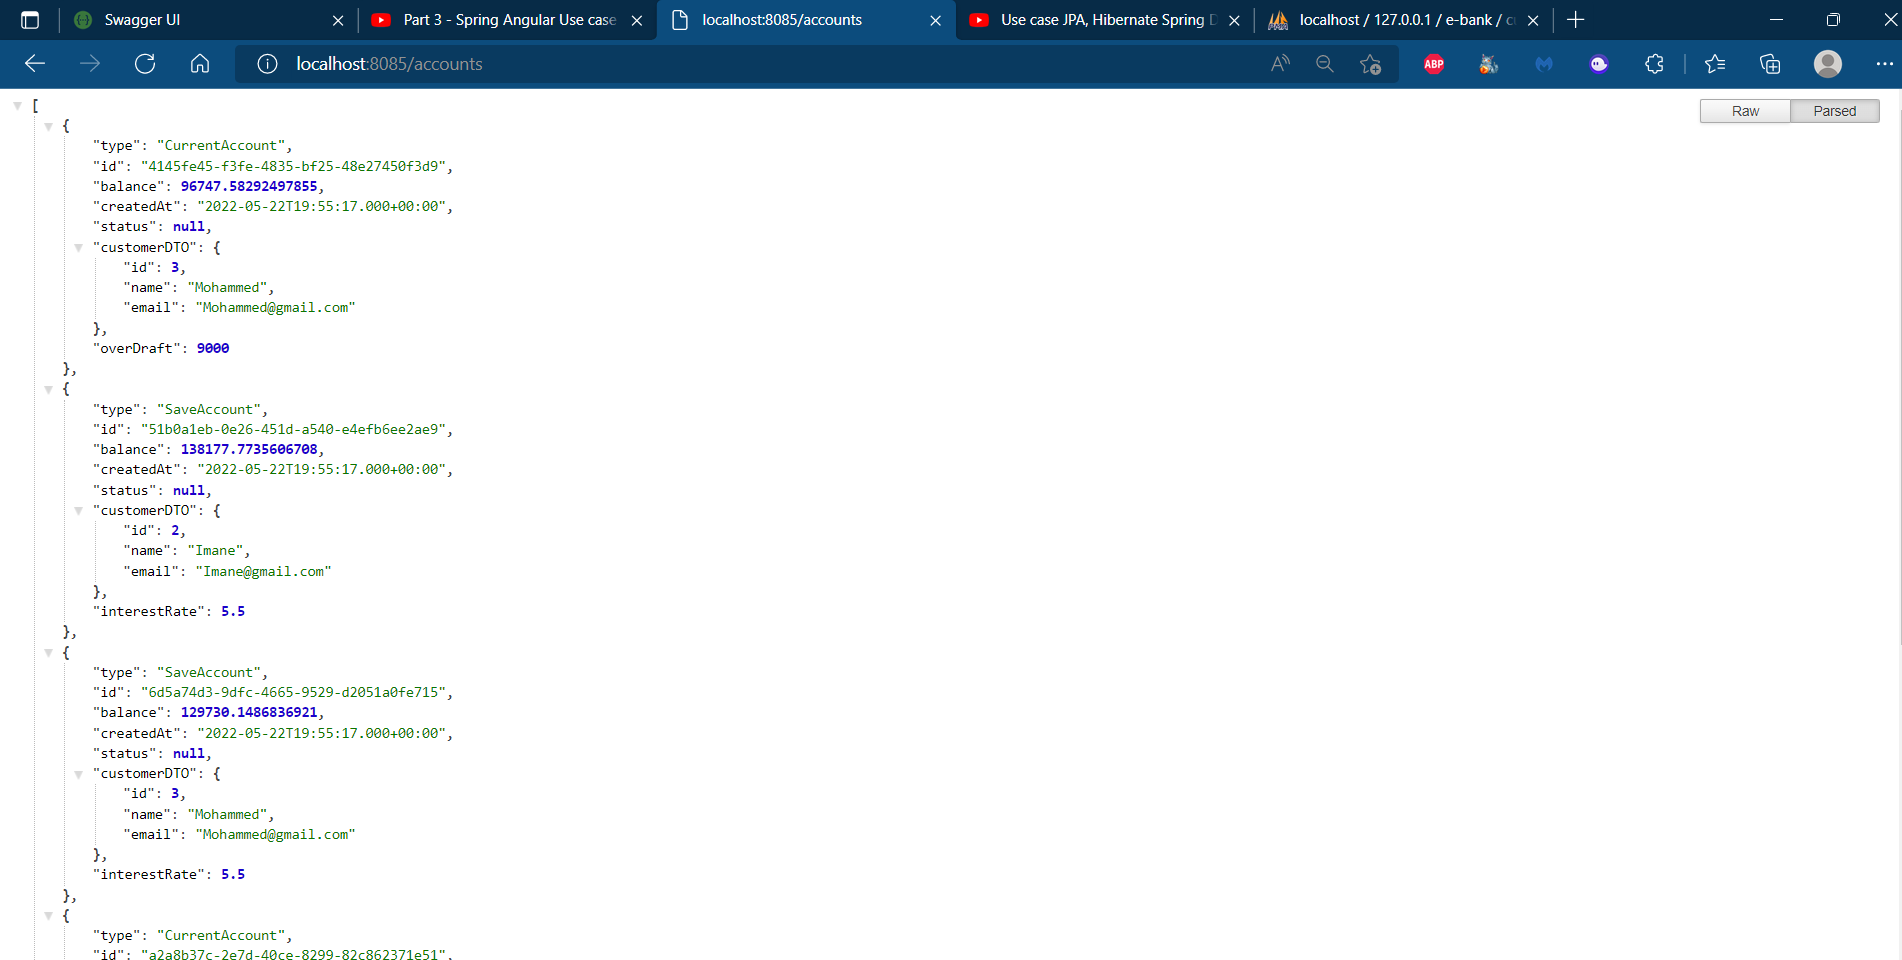 Swagger UI
Part 3 - Spring Angular Use case
localhost:8085/accounts
Use case JPA, Hibernate Spring
localhost / 127.0.0.1 / e-bank /
localhost:8085/accounts
ABP
Raw
Parsed
[
{
"type": "CurrentAccount",
"id": "4145fe45-f3fe-4835-bf25-48e27450f3d9",
"balance": 96747.58292497855,
"createdAt": "2022-05-22T19:55:17.000+00:00",
"status": null,
"customerDTO": {
"id": 3,
"name": "Mohammed",
"email": "Mohammed@gmail.com"
},
"overDraft": 9000
},
{
"type": "SaveAccount",
"id": "51b0a1eb-0e26-451d-a540-e4efb6ee2ae9",
"balance": 138177.7735606708,
"createdAt": "2022-05-22T19:55:17.000+00:00",
"status": null,
"customerDTO": {
"id": 2,
"name": "Imane",
"email": "Imane@gmail.com"
},
"interestRate": 5.5
},
{
"type": "SaveAccount",
"id": "6d5a74d3-9dfc-4665-9529-d2051a0fe715",
"balance": 129730.1486836921,
"createdAt": "2022-05-22T19:55:17.000+00:00",
"status": null,
"customerDTO": {
"id": 3,
"name": "Mohammed",
"email": "Mohammed@gmail.com"
},
"interestRate": 5.5
},
{
"type": "CurrentAccount",
"id": "a2a8b37c-2e7d-40ce-8299-82c862371e51",